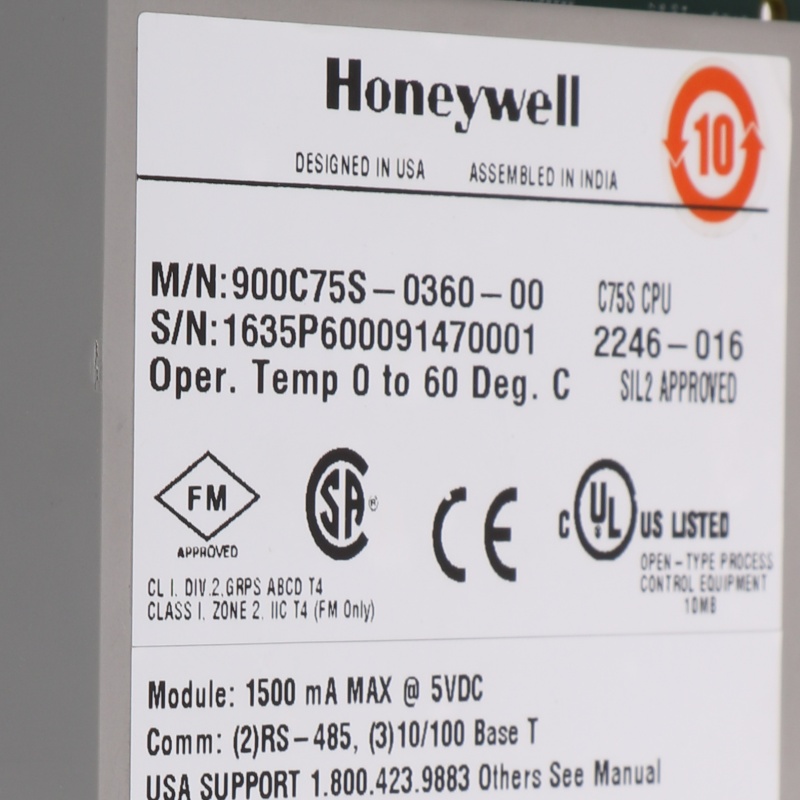 Honeywell
10
DESIGNED IN USA ASSEMBLED IN INDIA
M/N:900C75S-0360-00 C75S CPU
S/N:1635P600091470001 2246-016
Oper. Temp 0 to 60 Deg. C SIL2 APPROVED
FM
APPROVED
SA ®
CE
C UL US LISTED
OPEN-TYPE PROCESS
CONTROL EQUIPMENT
10MB
CL I. DIV.2,GRPS ABCD T4
CLASS I, ZONE 2, IIC T4 (FM Only)
Module: 1500 mA MAX @ 5VDC
Comm: (2)RS-485, (3)10/100 Base T
USA SUPPORT 1.800.423.9883 Others See Manual